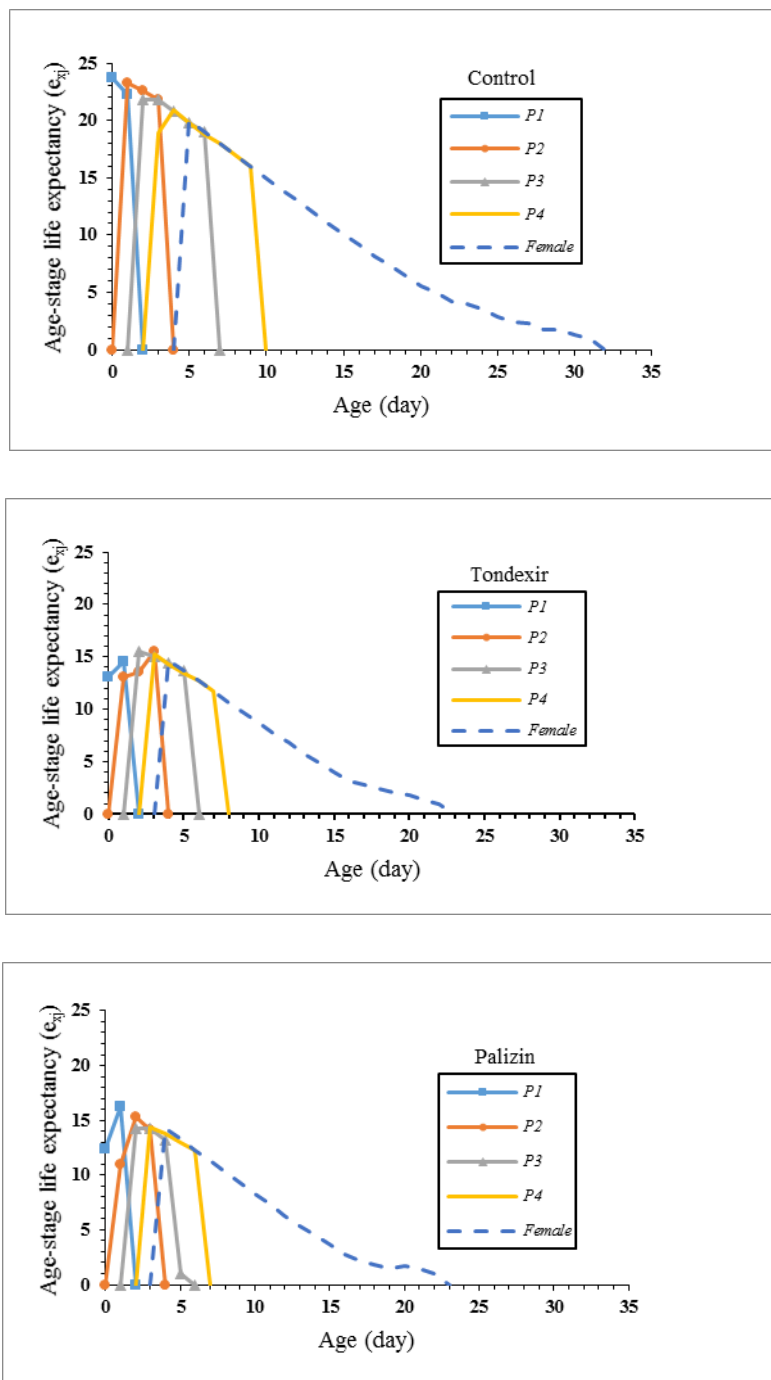 Control
Age-stage life expectancy (exj)
25
20
15
10
5
0
P1
P2
P3
P4
Female
0 5 10 15 20 25 30 35
Age (day)
Tondexir
Age-stage life expectancy (exj)
25
20
15
10
5
0
P1
P2
P3
P4
Female
0 5 10 15 20 25 30 35
Age (day)
Palizin
Age-stage life expectancy (exj)
25
20
15
10
5
0
P1
P2
P3
P4
Female
0 5 10 15 20 25 30 35
Age (day)